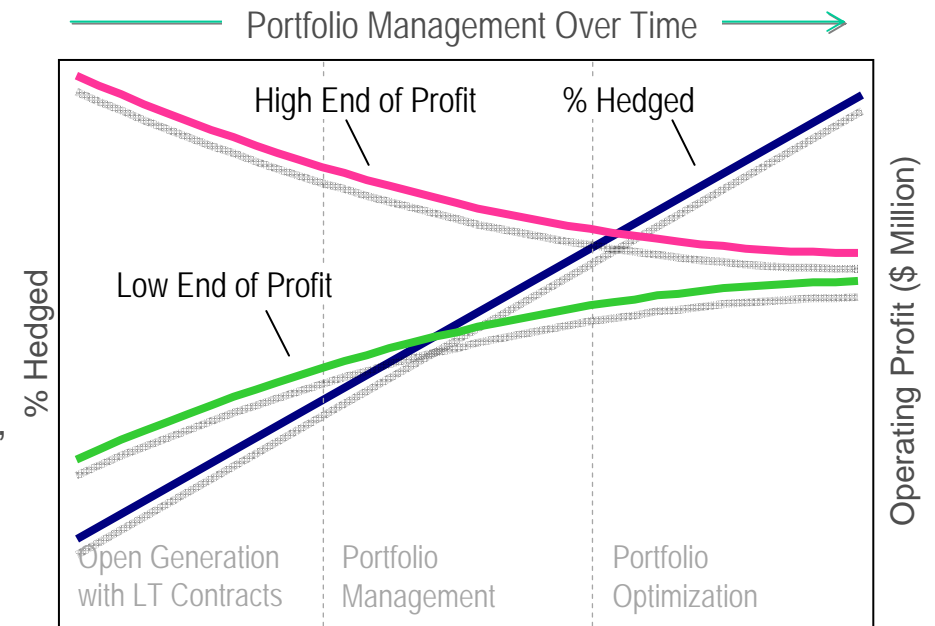 Portfolio Management Over Time
High End of Profit
% Hedged
Low End of Profit
% Hedged
Operating Profit ($ Million)
,
Open Generation
with LT Contracts
Portfolio
Management
Portfolio
Optimization